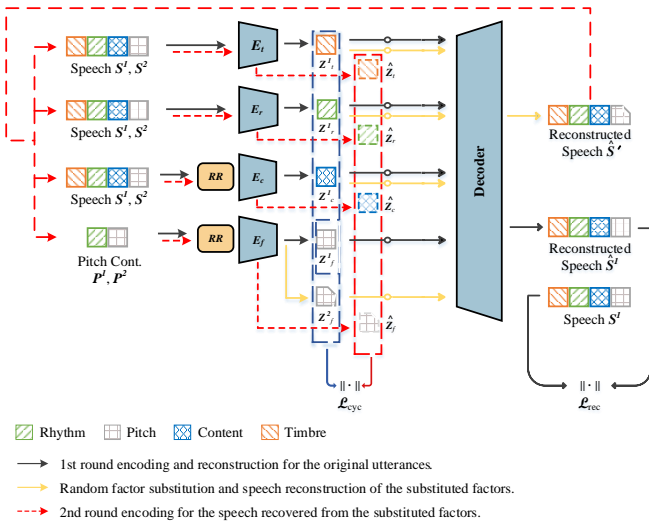 E_t
Z^1_t
Ẑ_t
Speech S^1, S^2
E_r
Z^1_r
Ẑ_r
Speech S^1, S^2
RR
E_c
Z^1_c
Ẑ_c
Speech S^1, S^2
RR
E_f
Z^1_f
Pitch Cont.
P^1, P^2
Z^2_f
Ẑ_f
Decoder
Reconstructed
Speech Ŝ′
Reconstructed
Speech Ŝ^1
Speech S^1
|| · ||
ℒ_cyc
|| · ||
ℒ_rec
Rhythm
Pitch
Content
Timbre
1st round encoding and reconstruction for the original utterances.
Random factor substitution and speech reconstruction of the substituted factors.
2nd round encoding for the speech recovered from the substituted factors.